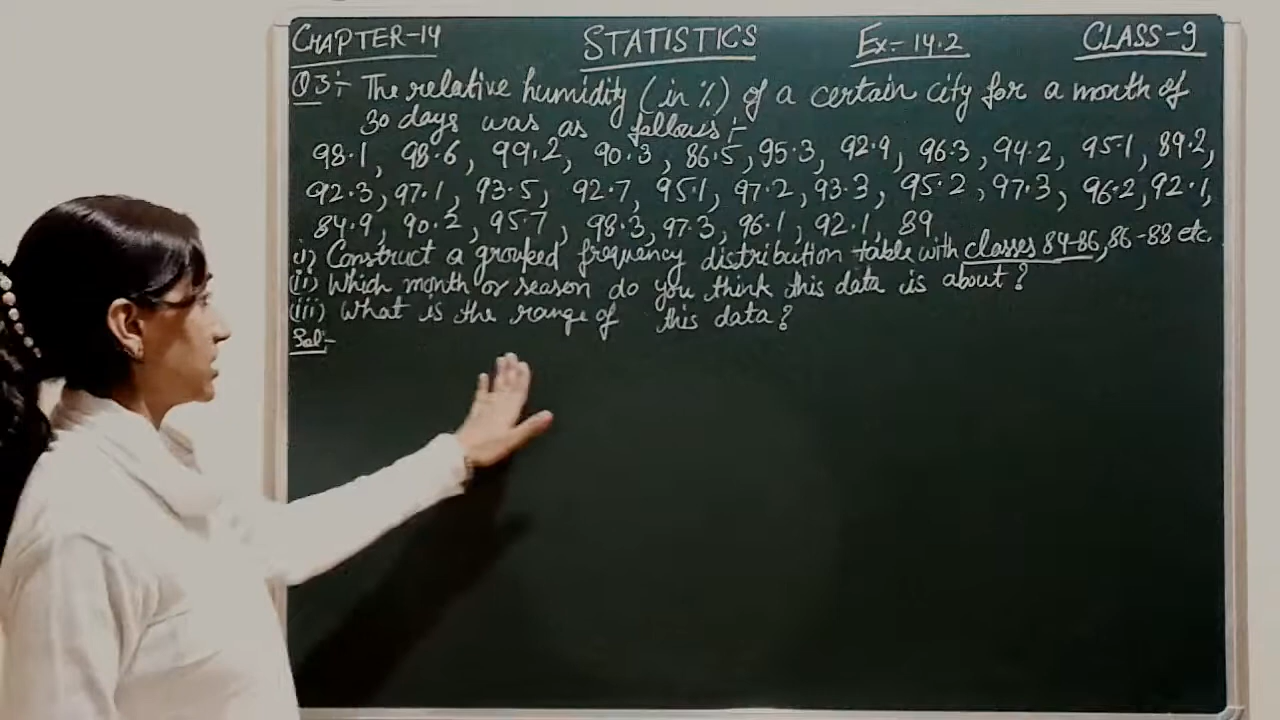 CHAPTER-14 STATISTICS Ex-14.2 CLASS-9
Q3:- The relative humidity (in %) of a certain city for a month of
30 days was as follows:-
98.1, 98.6, 99.2, 90.3, 86.5, 95.3, 92.9, 96.3, 94.2, 95.1, 89.2,
92.3, 97.1, 93.5, 92.7, 95.1, 97.2, 93.3, 95.2, 97.3, 96.2, 92.1,
84.9, 90.2, 95.7, 98.3, 97.3, 96.1, 92.1, 89
(i) Construct a grouped frequency distribution table with classes 84-86, 86-88 etc.
(ii) Which month or season do you think this data is about?
(iii) What is the range of this data?
Sol:-